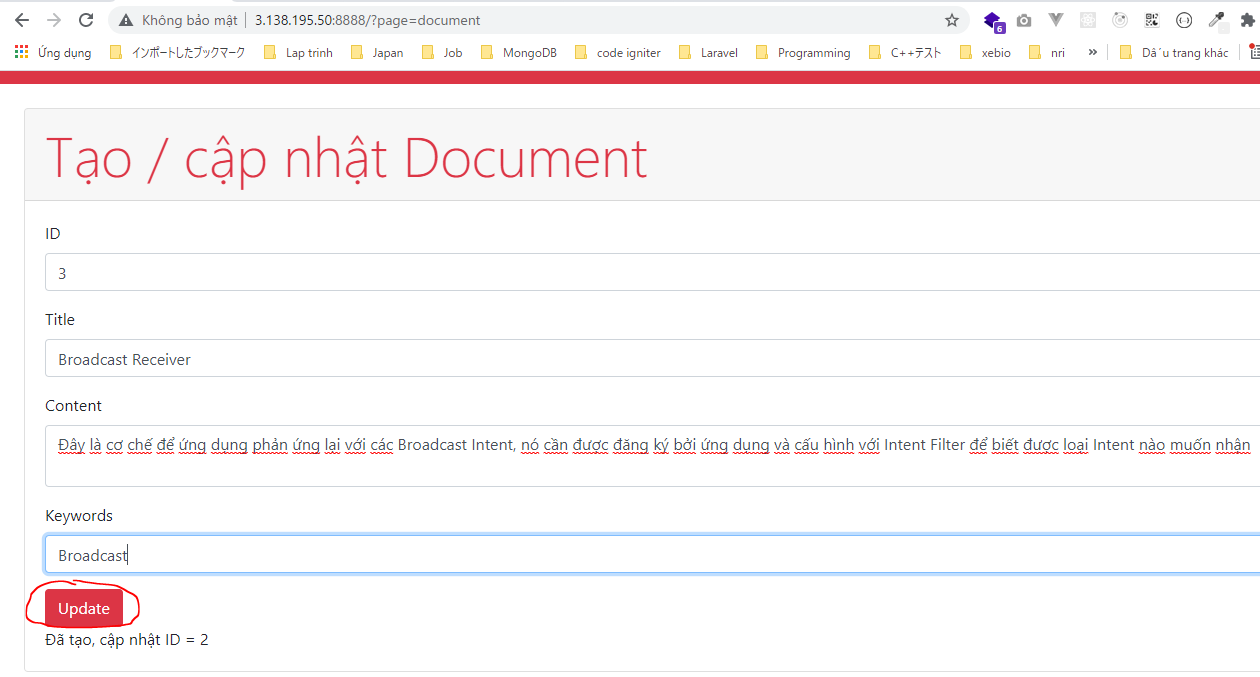 Không bảo mật 3.138.195.50:8888/?page=document
6
Ứng dụng インポートしたブックマーク Lap trinh Japan Job MongoDB code igniter Laravel Programming C++テスト xebio nri » Dấu trang khác
Tạo / cập nhật Document
ID
3
Title
Broadcast Receiver
Content
Đây là cơ chế để ứng dụng phản ứng lại với các Broadcast Intent, nó cần được đăng ký bởi ứng dụng và cấu hình với Intent Filter để biết được loại Intent nào muốn nhận
Keywords
Broadcast
Update
Đã tạo, cập nhật ID = 2